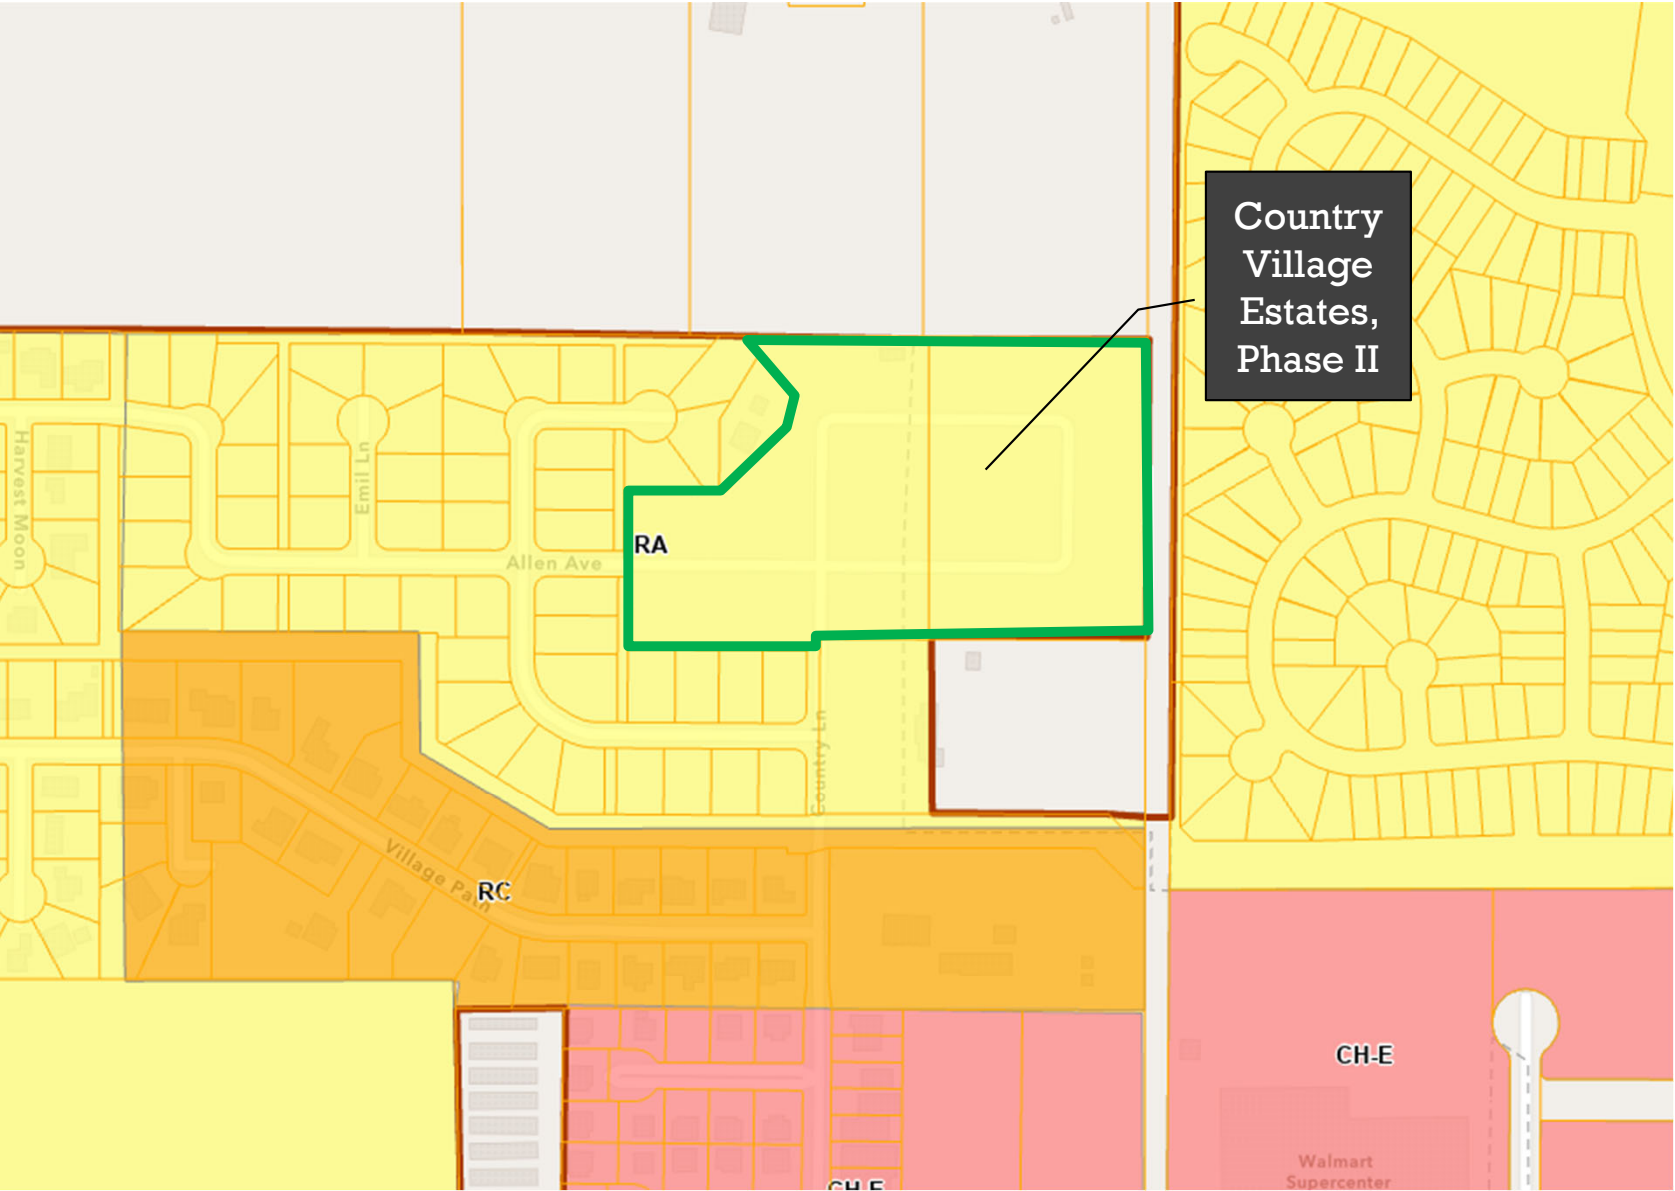 Country
Village
Estates,
Phase II
Harvest Moon
Emil Ln
RA
Allen Ave
Country Ln
Village Path
RC
CH-E
Walmart
Supercenter
CH-E